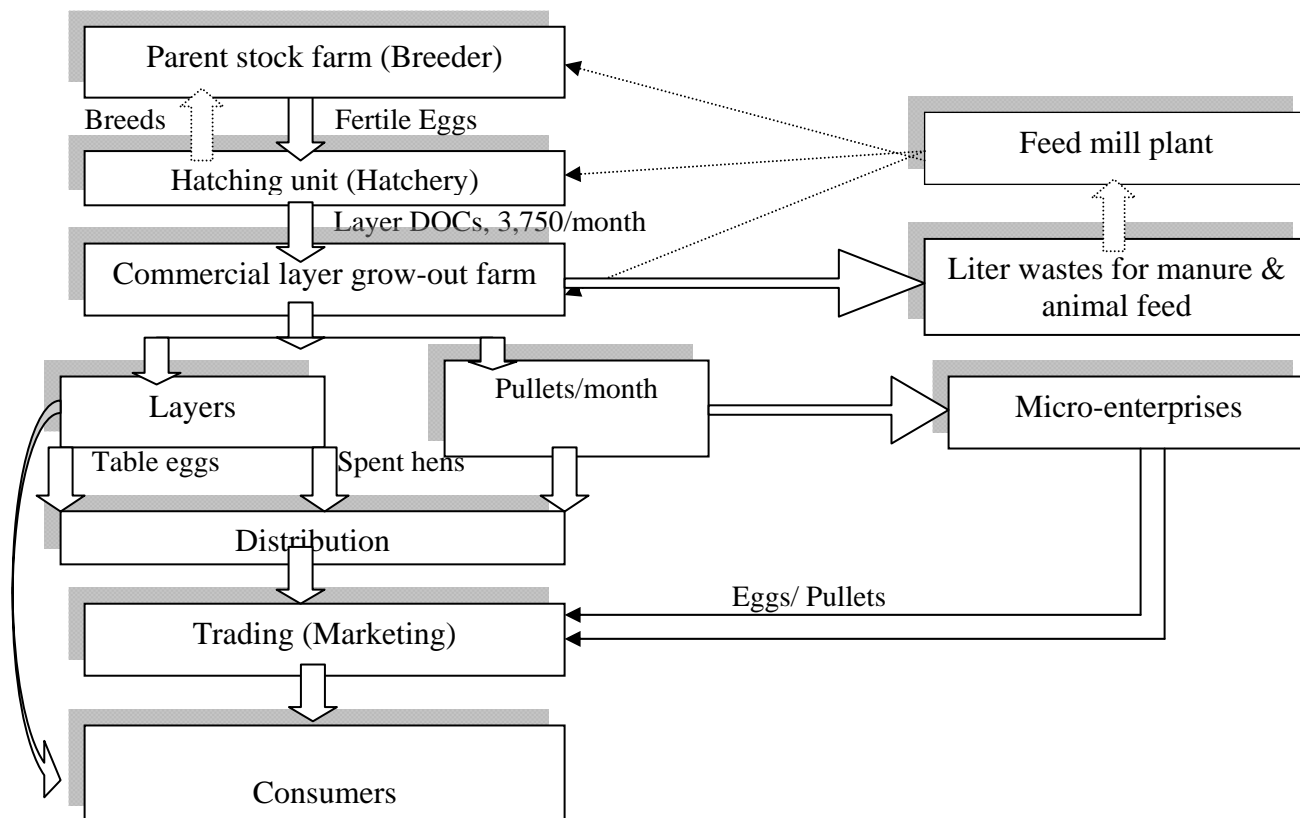 Parent stock farm (Breeder)
Breeds
Fertile Eggs
Feed mill plant
Hatching unit (Hatchery)
Layer DOCs, 3,750/month
Commercial layer grow-out farm
Liter wastes for manure &
animal feed
Layers
Pullets/month
Micro-enterprises
Table eggs
Spent hens
Distribution
Eggs/ Pullets
Trading (Marketing)
Consumers